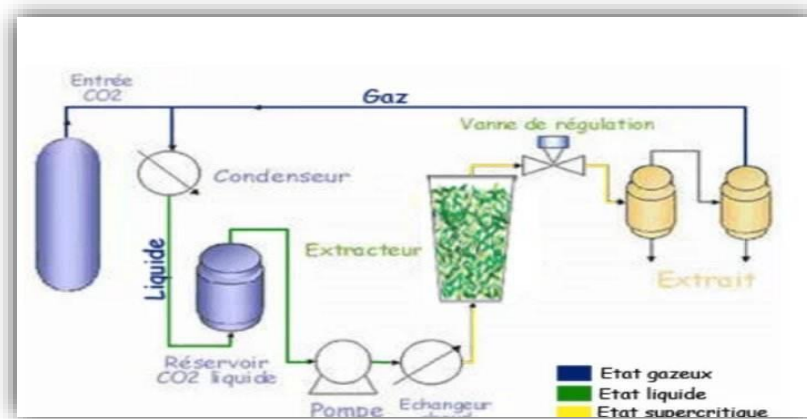 Entrée
CO2
Gaz
Vanne de régulation
Condenseur
Extracteur
Liquide
Extrait
Réservoir
CO2 liquide
Pompe
Echangeur
Etat gazeux
Etat liquide
Etat supercritique